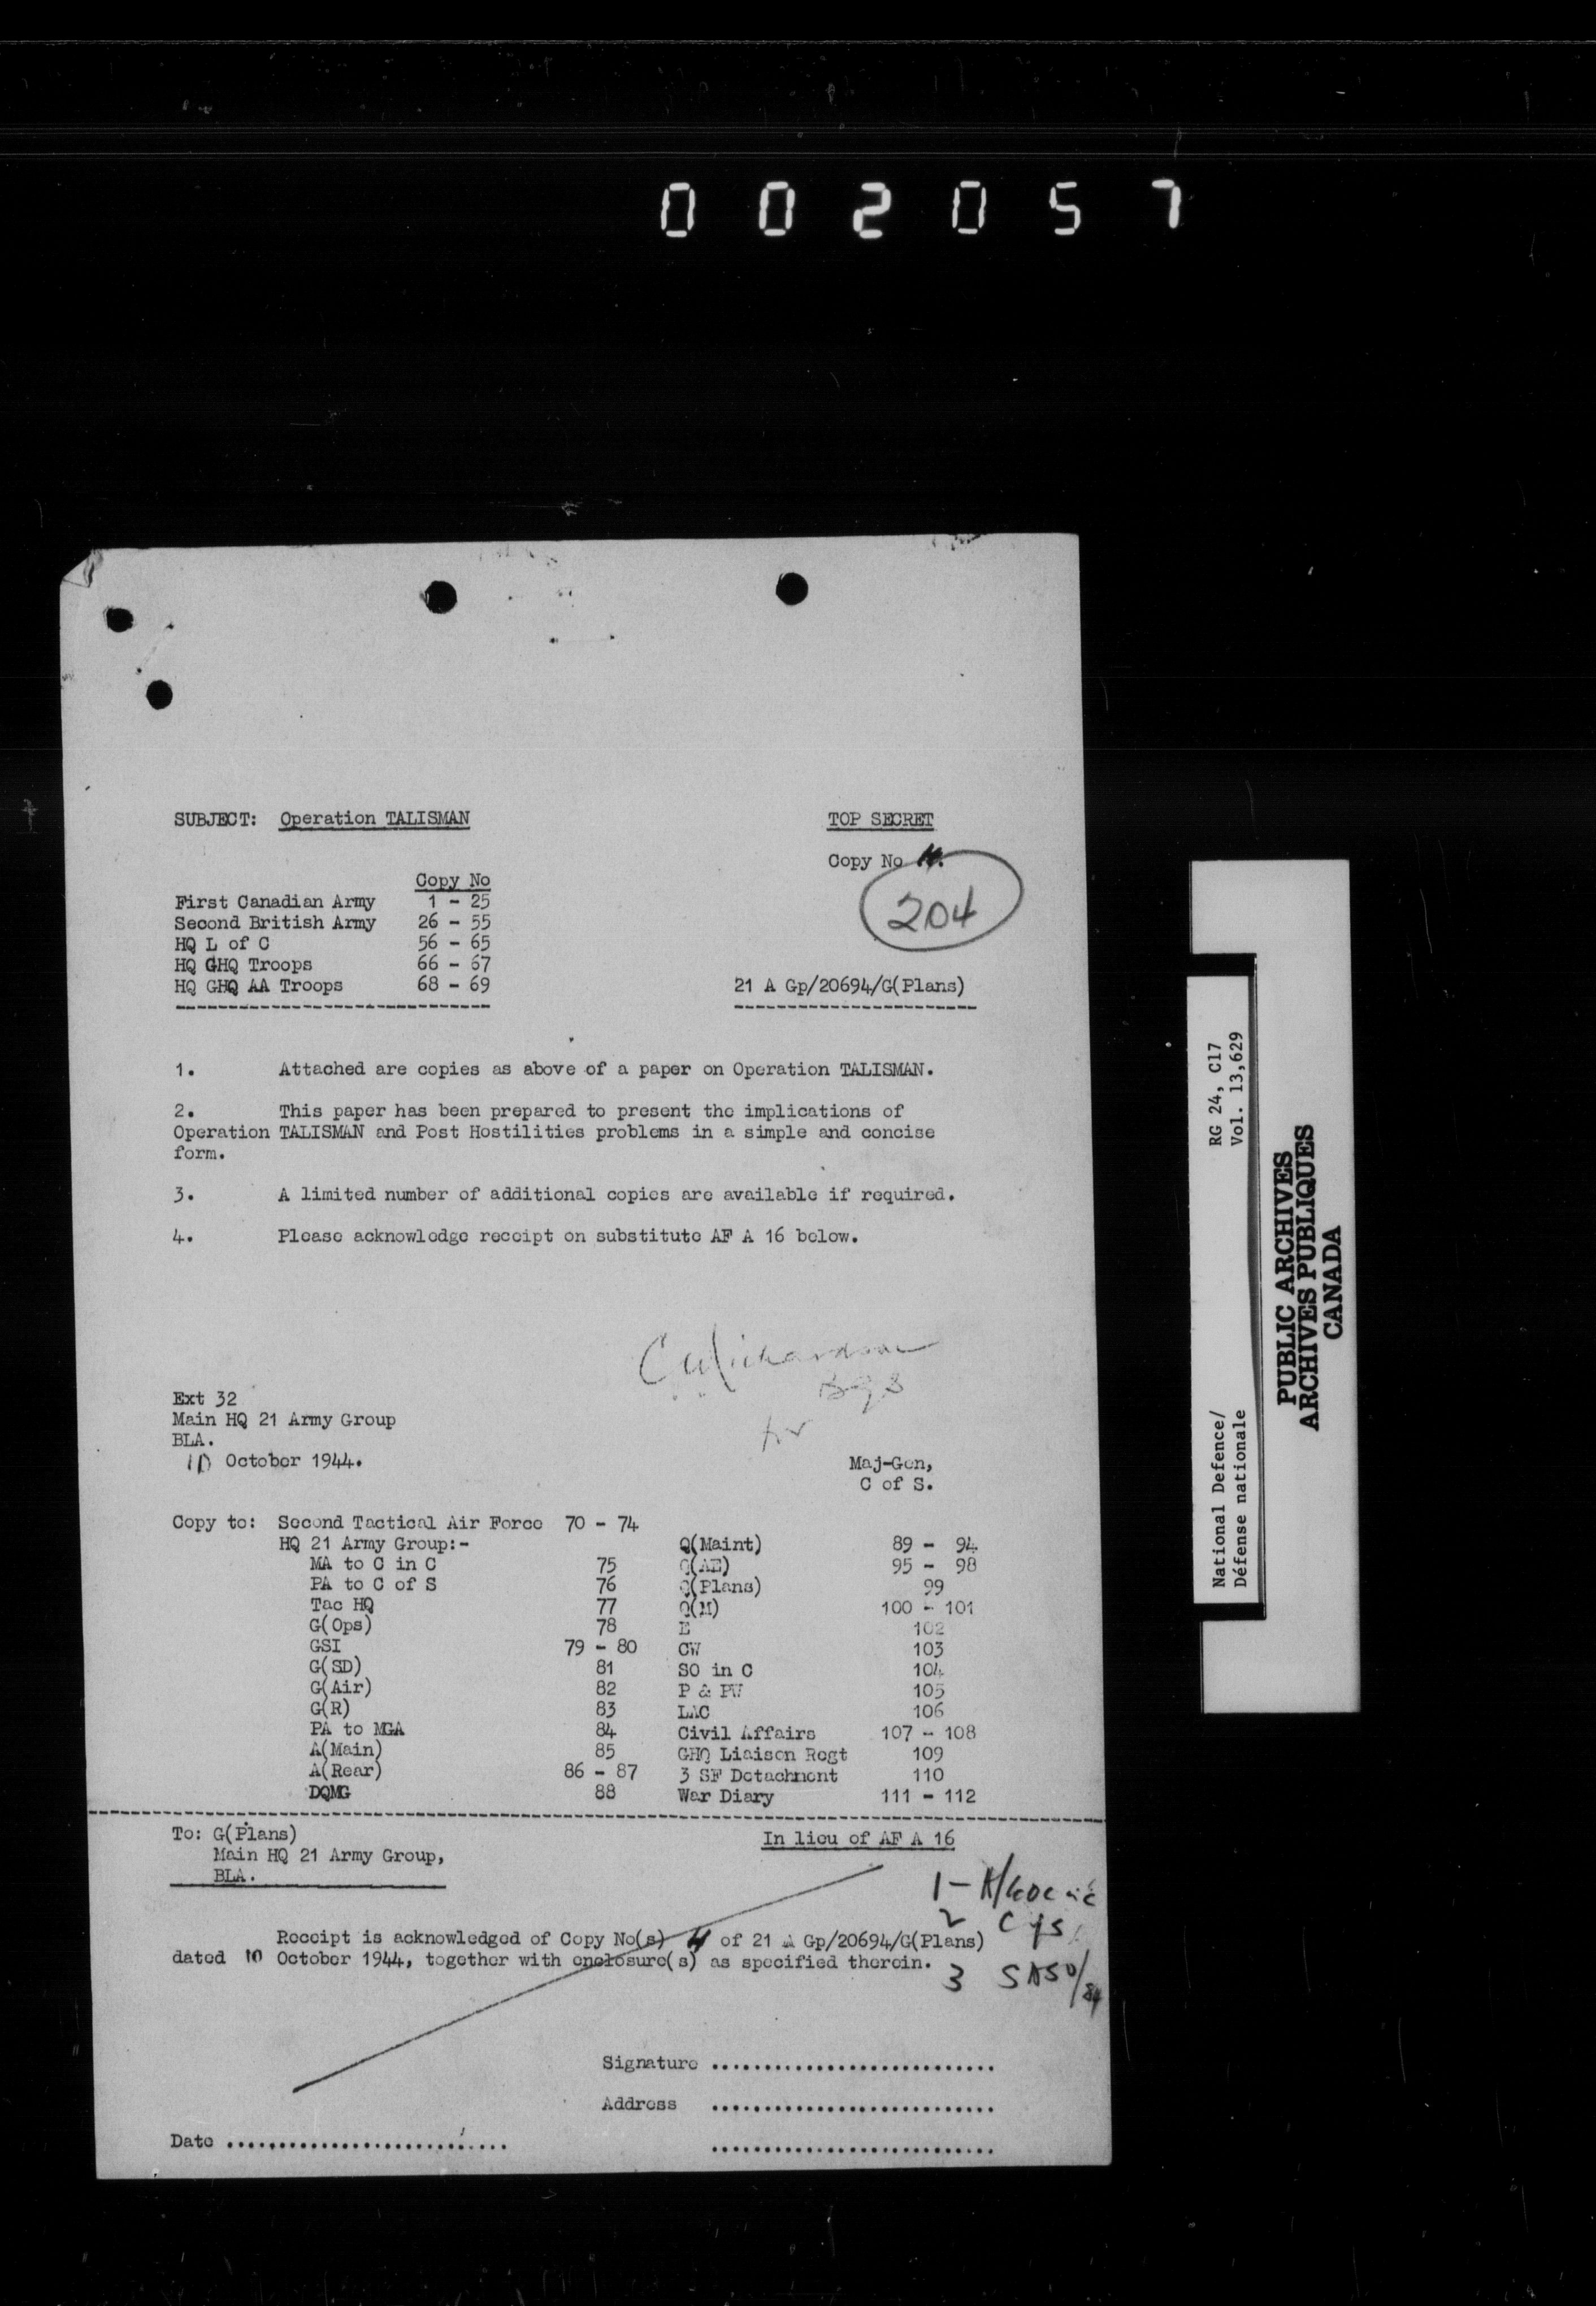 002057
SUBJECT: Operation TALISMAN
TOP SECRET
Copy No
204
Copy No
First Canadian Army 1 - 25
Second British Army 26 - 55
HQ L of C 56 - 65
HQ GHQ Troops 66 - 67
HQ GHQ AA Troops 68 - 69
21 A Gp/20694/G(Plans)
1. Attached are copies as above of a paper on Operation TALISMAN.
2. This paper has been prepared to present the implications of
Operation TALISMAN and Post Hostilities problems in a simple and concise
form.
3. A limited number of additional copies are available if required.
4. Please acknowledge receipt on substitute AF A 16 below.
BGS
for
Ext 32
Main HQ 21 Army Group
BLA.
10 October 1944.
Maj-Gen,
C of S.
Copy to: Second Tactical Air Force 70 - 74
HQ 21 Army Group:-
MA to C in C 75
PA to C of S 76
Tac HQ 77
G(Ops) 78
GSI 79 - 80
G(SD) 81
G(Air) 82
G(R) 83
PA to MGA 84
A(Main) 85
A(Rear) 86 - 87
DQMG 88
Q(Maint) 89 - 94
Q(AE) 95 - 98
Q(Plans) 99
Q(M) 100 - 101
E 102
CW 103
SO in C 104
P & PW 105
LAC 106
Civil Affairs 107 - 108
GHQ Liaison Regt 109
3 SF Detachment 110
War Diary 111 - 112
To: G(Plans)
Main HQ 21 Army Group,
BLA.
In lieu of AF A 16
Receipt is acknowledged of Copy No(s) 4 of 21 A Gp/20694/G(Plans)
dated 10 October 1944, together with enclosure(s) as specified therein.
1 -
2
3 SASO/
Signature ...........................
Address ...........................
Date ...........................
...........................
RG 24, C17
Vol. 13,629
National Defence/
Défense nationale
PUBLIC ARCHIVES
ARCHIVES PUBLIQUES
CANADA